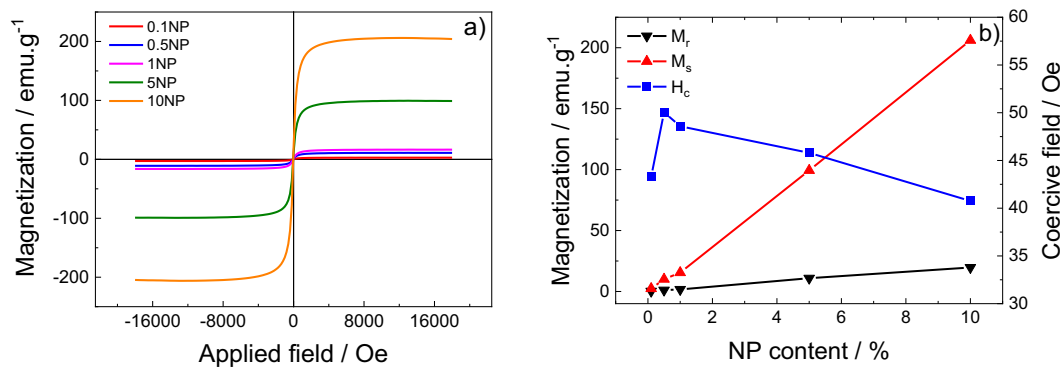 a)
0.1NP
0.5NP
1NP
5NP
10NP
Magnetization / emu.g⁻¹
200
100
0
-100
-200
-16000 -8000 0 8000 16000
Applied field / Oe
b)
Mᵣ
Mₛ
H꜀
Magnetization / emu.g⁻¹
200
150
100
50
0
60
55
50
45
40
35
30
Coercive field / Oe
0 2 4 6 8 10
NP content / %